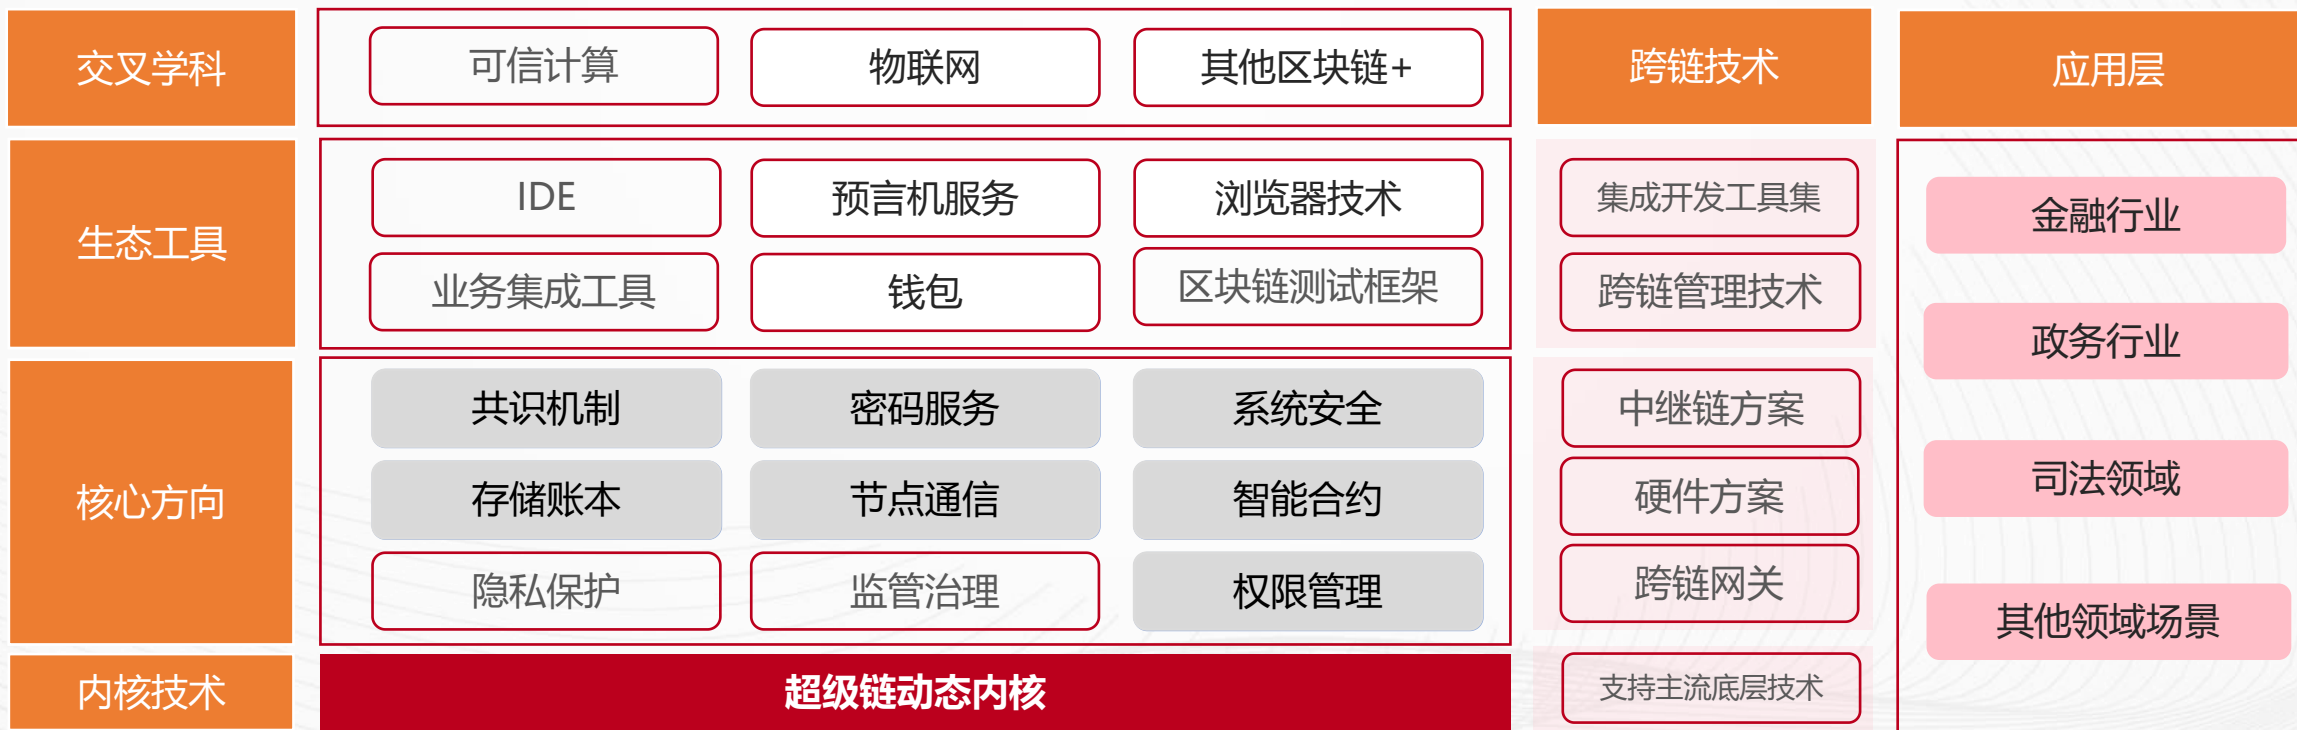 交叉学科
可信计算
物联网
其他区块链+
跨链技术
应用层
生态工具
IDE
预言机服务
浏览器技术
集成开发工具集
金融行业
业务集成工具
钱包
区块链测试框架
跨链管理技术
政务行业
核心方向
共识机制
密码服务
系统安全
中继链方案
存储账本
节点通信
智能合约
硬件方案
司法领域
隐私保护
监管治理
权限管理
跨链网关
其他领域场景
内核技术
超级链动态内核
支持主流底层技术